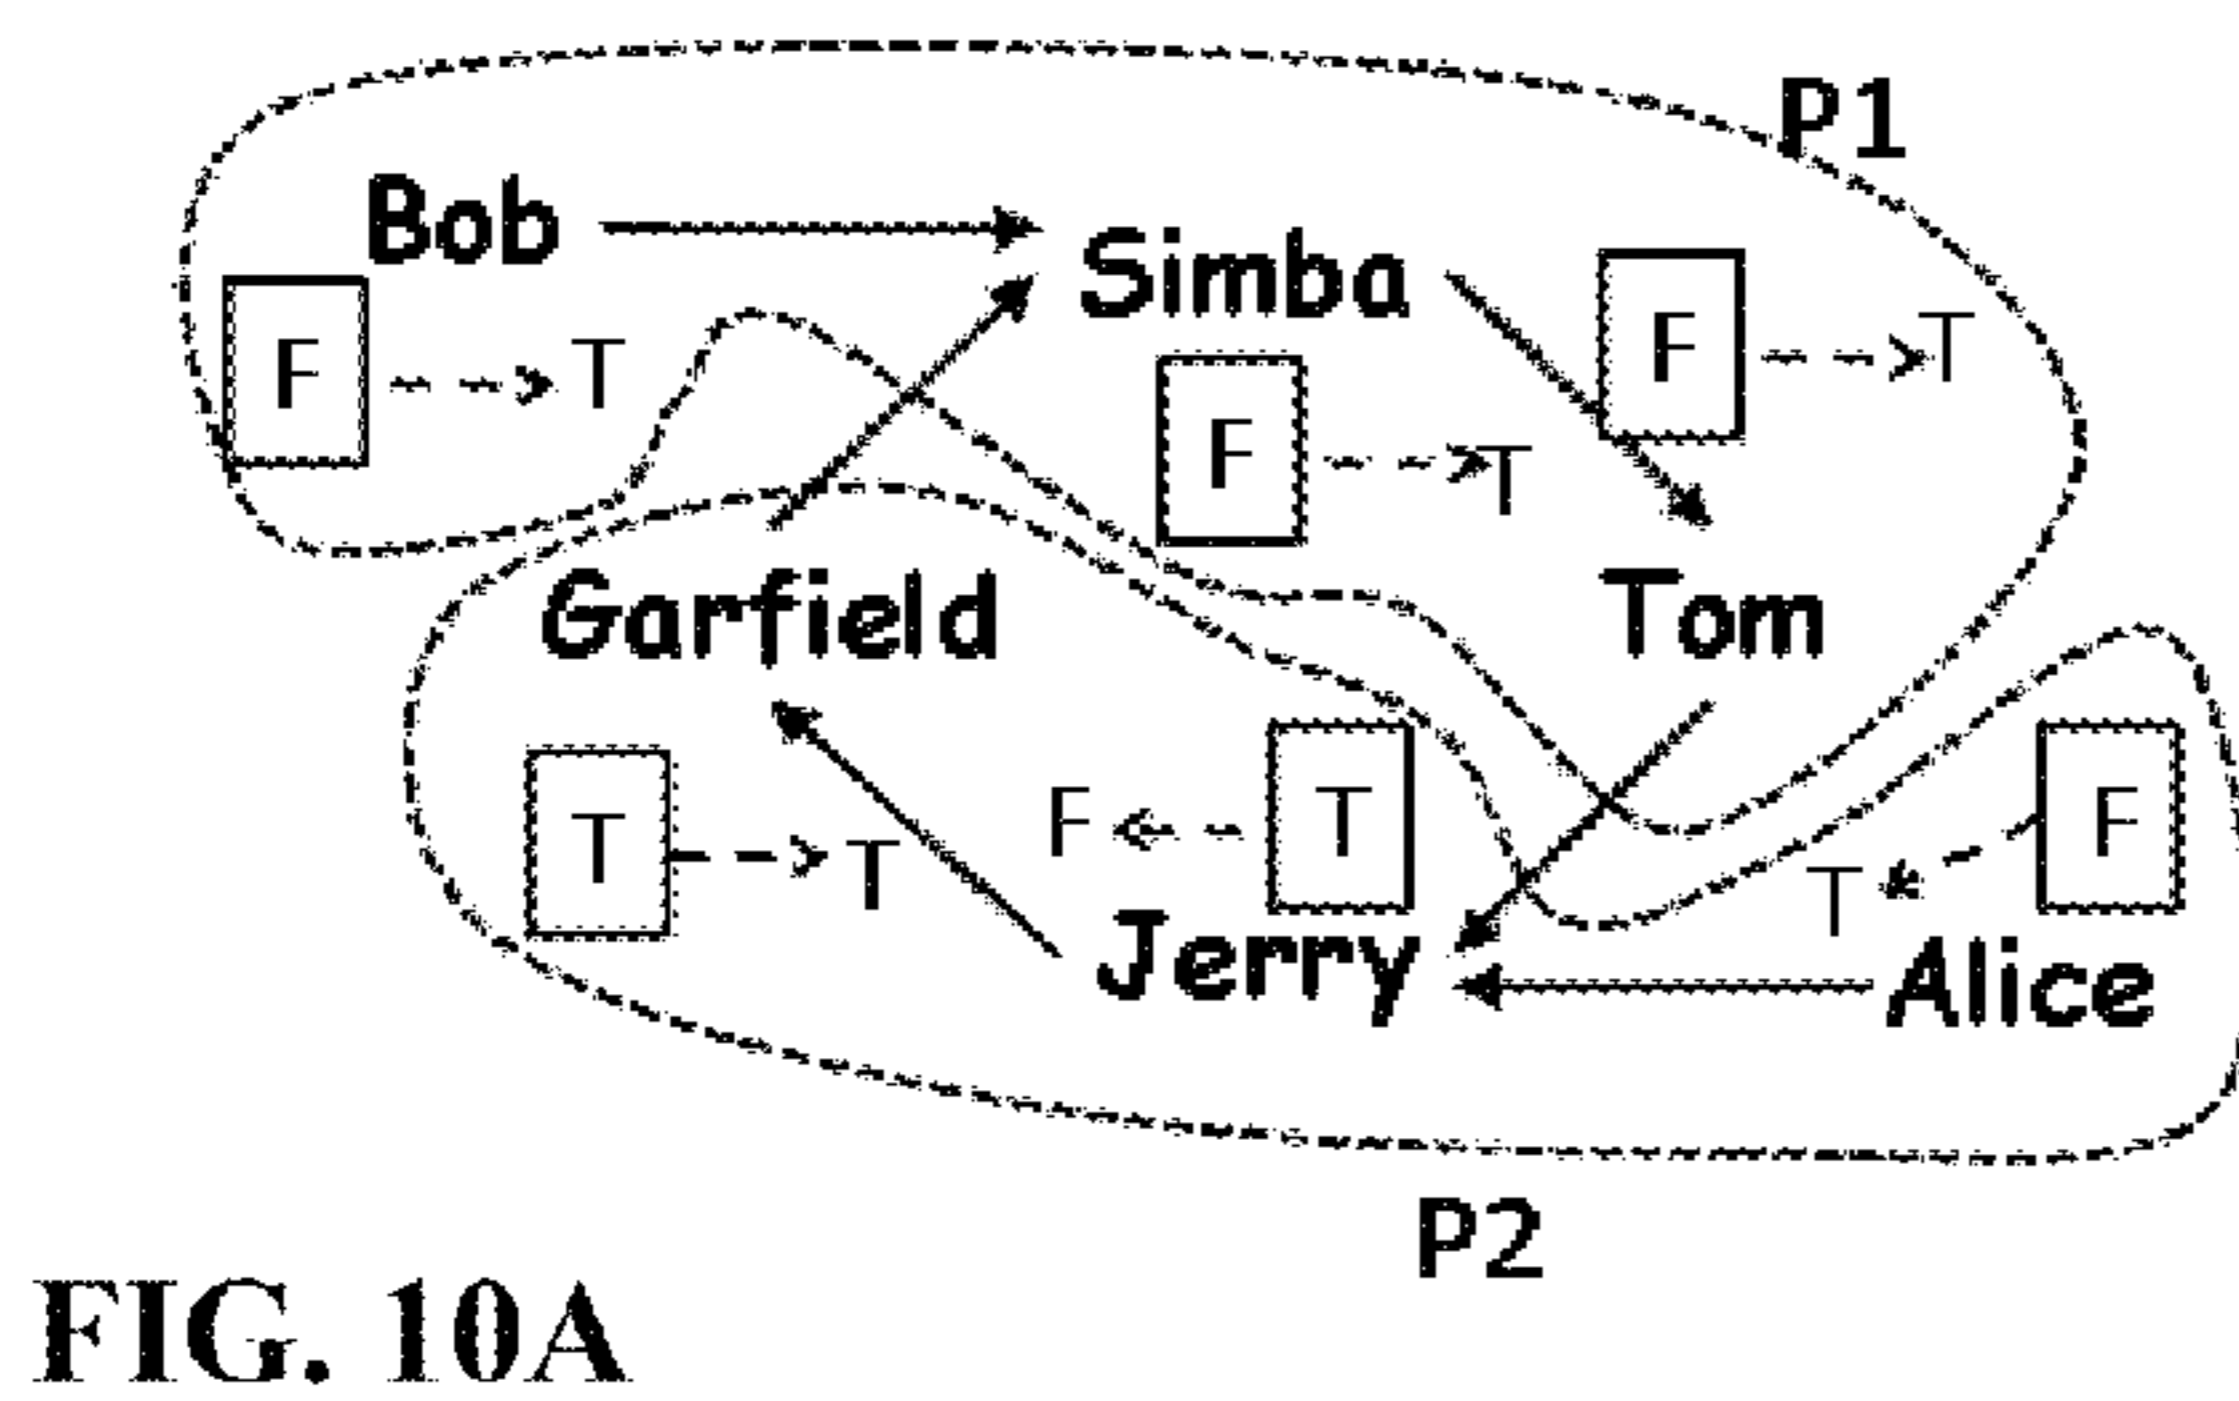 P1
Bob
Simba
F T
F T
F T
Garfield
Tom
T T
F T
T F
Jerry
Alice
P2
FIG. 10A